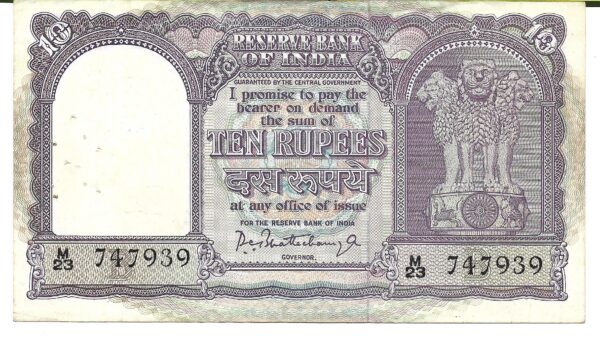 10
10
RESERVE BANK
OF INDIA
GUARANTEED BY THE CENTRAL GOVERNMENT
I promise to pay the
bearer on demand
the sum of
TEN RUPEES
दस रूपये
at any office of issue
FOR THE RESERVE BANK OF INDIA
GOVERNOR.
M/23 747939
M/23 747939